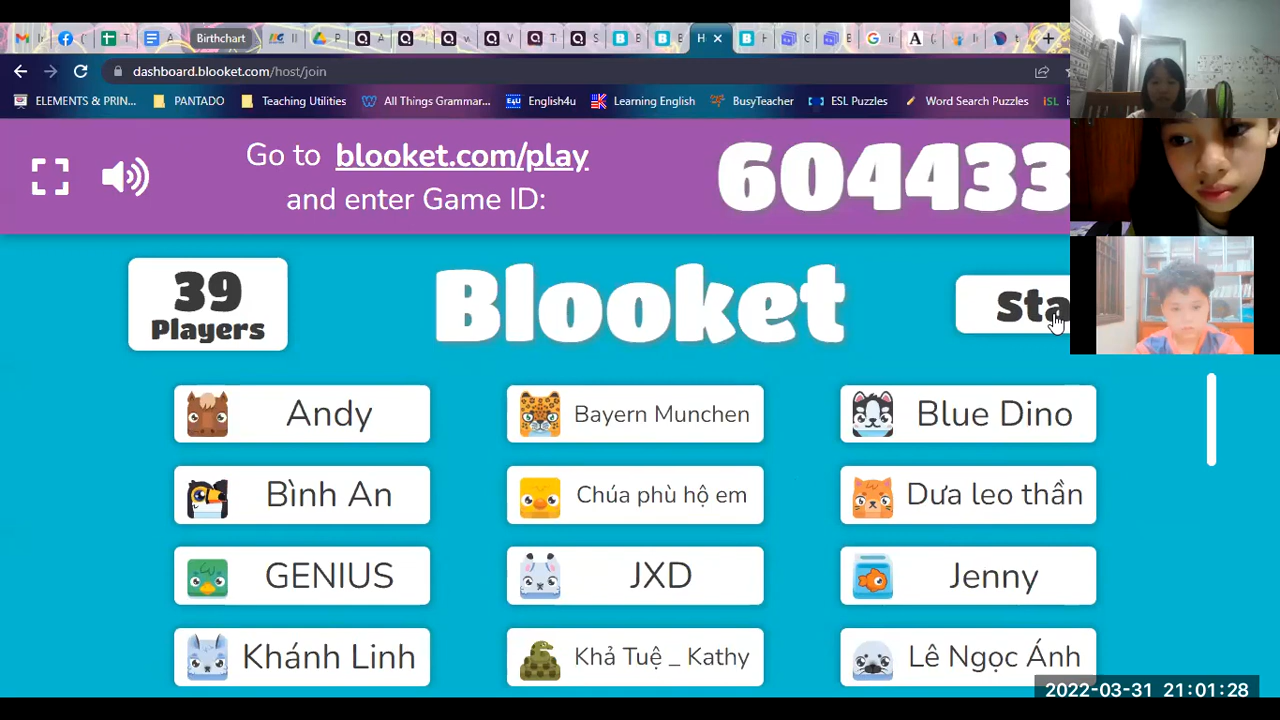 Birthchart
dashboard.blooket.com/host/join
ELEMENTS & PRIN... PANTADO Teaching Utilities All Things Grammar... English4u Learning English BusyTeacher ESL Puzzles Word Search Puzzles iSL
Go to blooket.com/play
and enter Game ID:
604433
39
Players
Blooket
Sta
Andy
Bayern Munchen
Blue Dino
Bình An
Chúa phù hộ em
Dưa leo thần
GENIUS
JXD
Jenny
Khánh Linh
Khả Tuệ _ Kathy
Lê Ngọc Ánh
2022-03-31 21:01:28